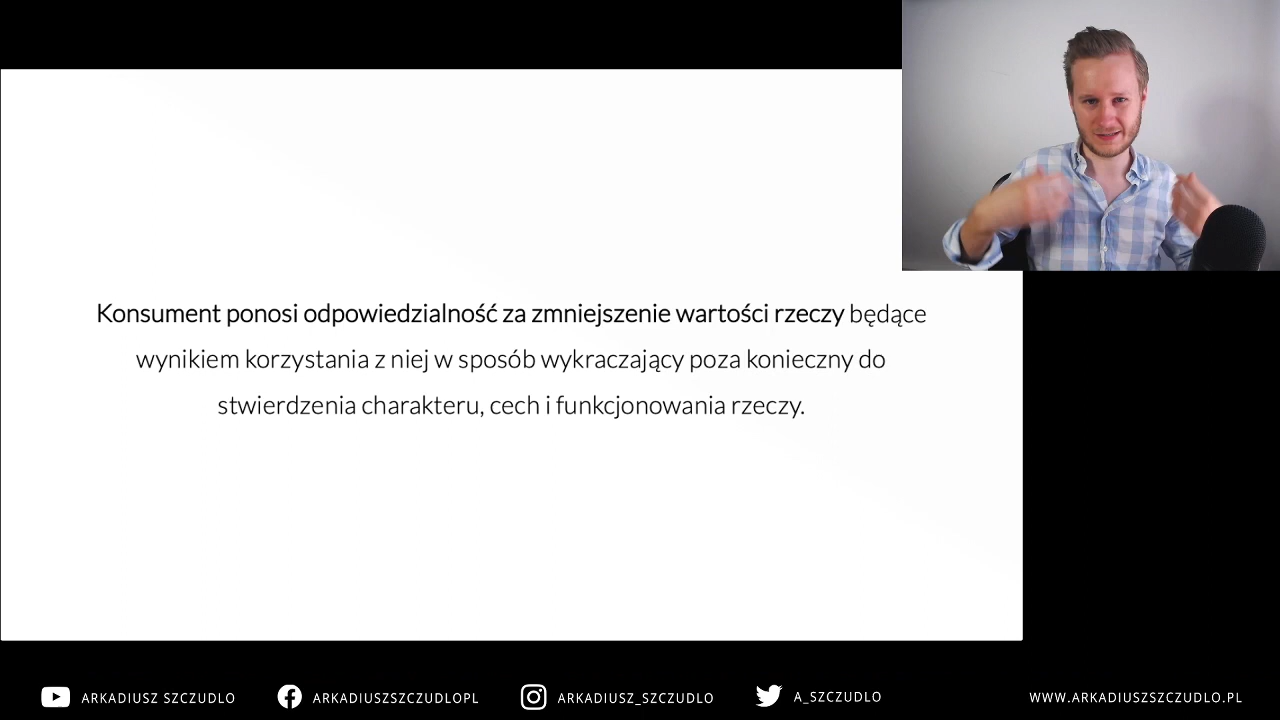 Konsument ponosi odpowiedzialność za zmniejszenie wartości rzeczy będące
wynikiem korzystania z niej w sposób wykraczający poza konieczny do
stwierdzenia charakteru, cech i funkcjonowania rzeczy.
ARKADIUSZ SZCZUDLO
ARKADIUSZSZCZUDLOPL
ARKADIUSZ_SZCZUDLO
A_SZCZUDLO
WWW.ARKADIUSZSZCZUDLO.PL